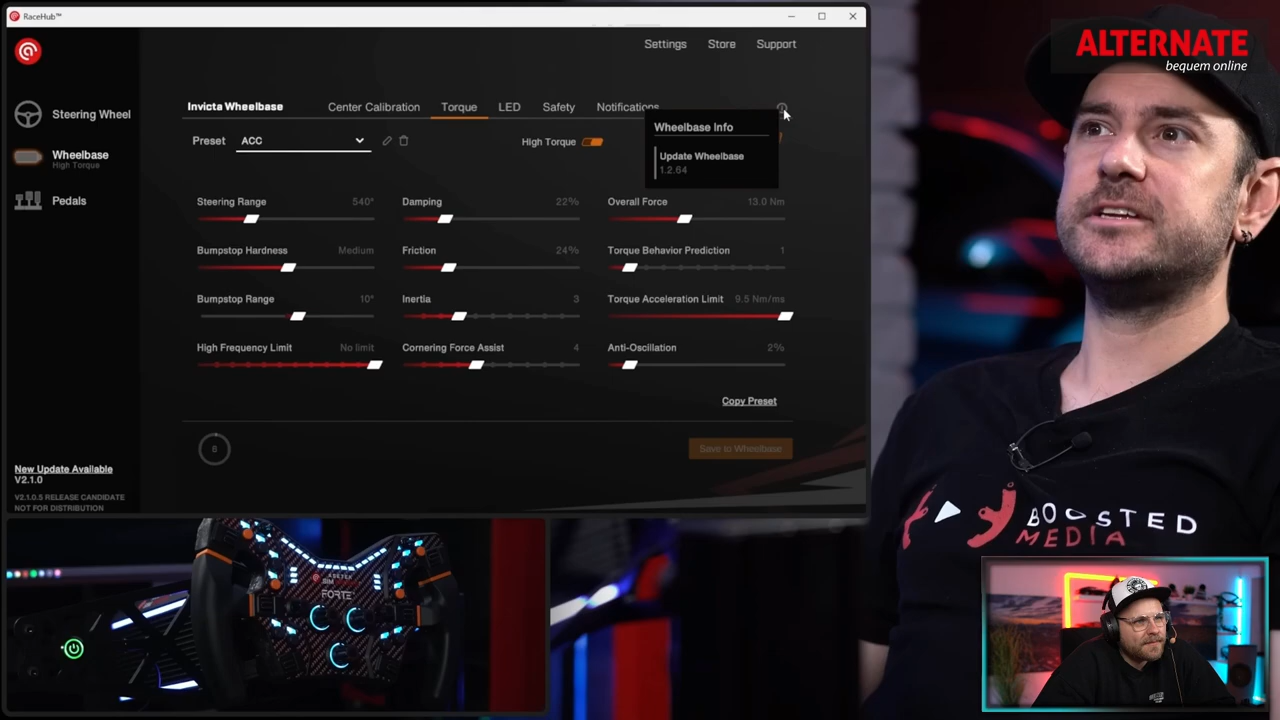 RaceHub™
Settings Store Support
ALTERNATE
bequem online
Steering Wheel
Wheelbase
High Torque
Pedals
Invicta Wheelbase
Center Calibration Torque LED Safety Notifications
Preset ACC
High Torque
Wheelbase Info
Update Wheelbase
1.2.64
Steering Range 540°
Damping 22%
Overall Force 13.0 Nm
Bumpstop Hardness Medium
Friction 24%
Torque Behavior Prediction 1
Bumpstop Range 10°
Inertia 3
Torque Acceleration Limit 9.5 Nm/ms
High Frequency Limit No limit
Cornering Force Assist 4
Anti-Oscillation 2%
Copy Preset
Save to Wheelbase
New Update Available
V2.1.0
V2.1.0.5 RELEASE CANDIDATE
NOT FOR DISTRIBUTION
BOOSTED
MEDIA
ASETEK
SIM
FORTE